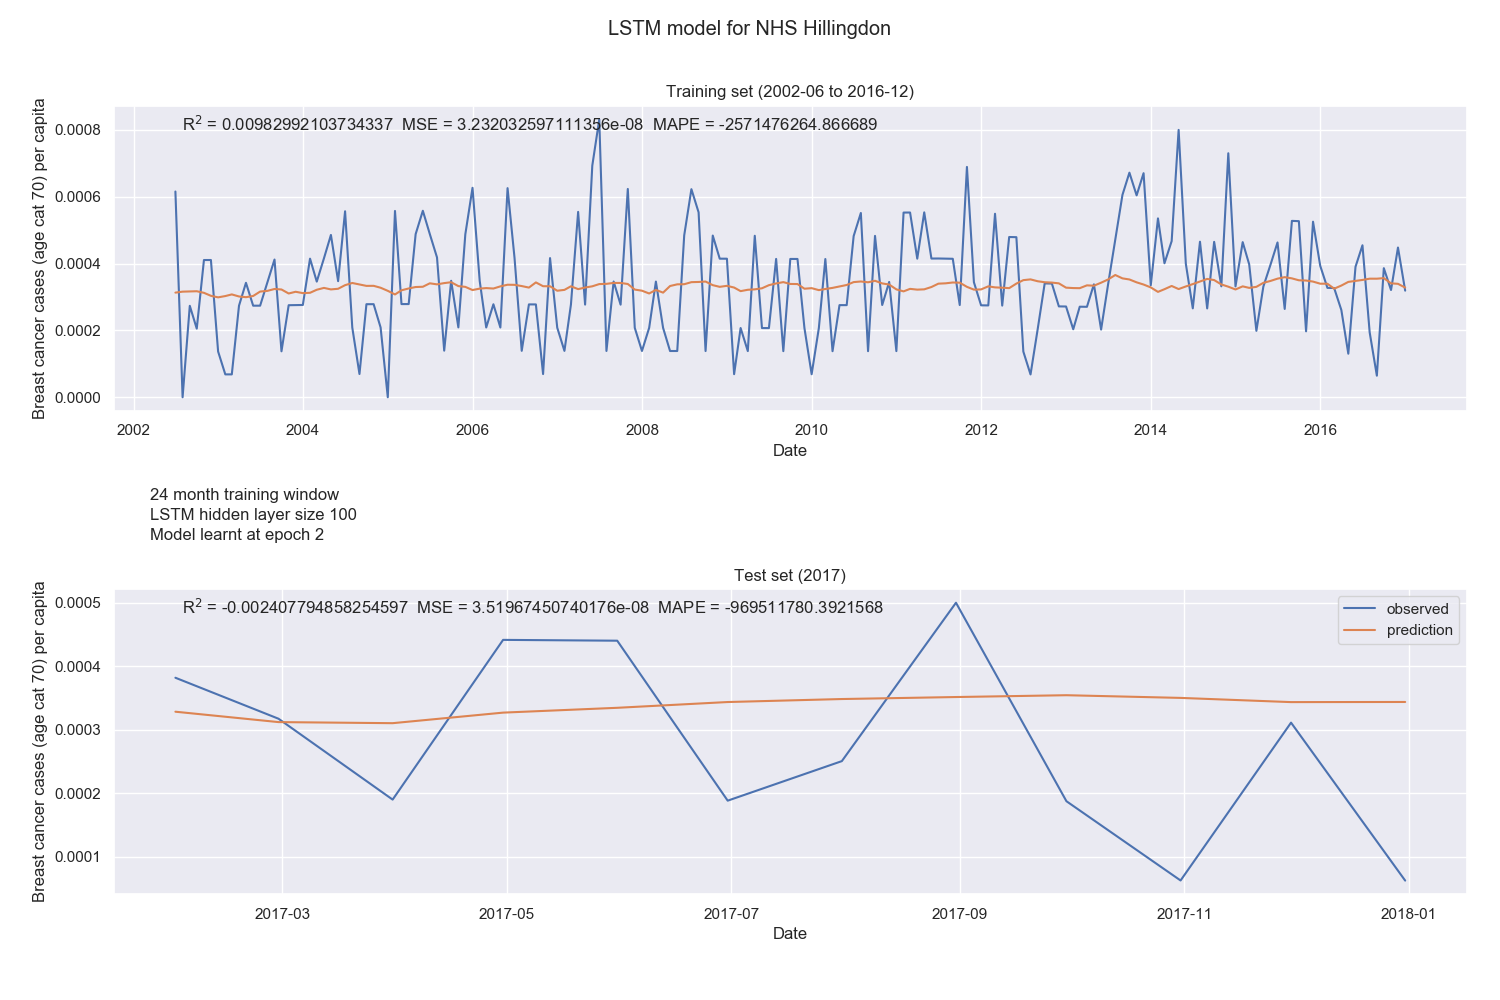 LSTM model for NHS Hillingdon
Training set (2002-06 to 2016-12)
R² = 0.00982992103734337 MSE = 3.232032597111356e-08 MAPE = -2571476264.866689
Breast cancer cases (age cat 70) per capita
0.0008
0.0006
0.0004
0.0002
0.0000
2002 2004 2006 2008 2010 2012 2014 2016
Date
24 month training window
LSTM hidden layer size 100
Model learnt at epoch 2
Test set (2017)
R² = -0.002407794858254597 MSE = 3.51967450740176e-08 MAPE = -969511780.3921568
observed
prediction
Breast cancer cases (age cat 70) per capita
0.0005
0.0004
0.0003
0.0002
0.0001
2017-03 2017-05 2017-07 2017-09 2017-11 2018-01
Date